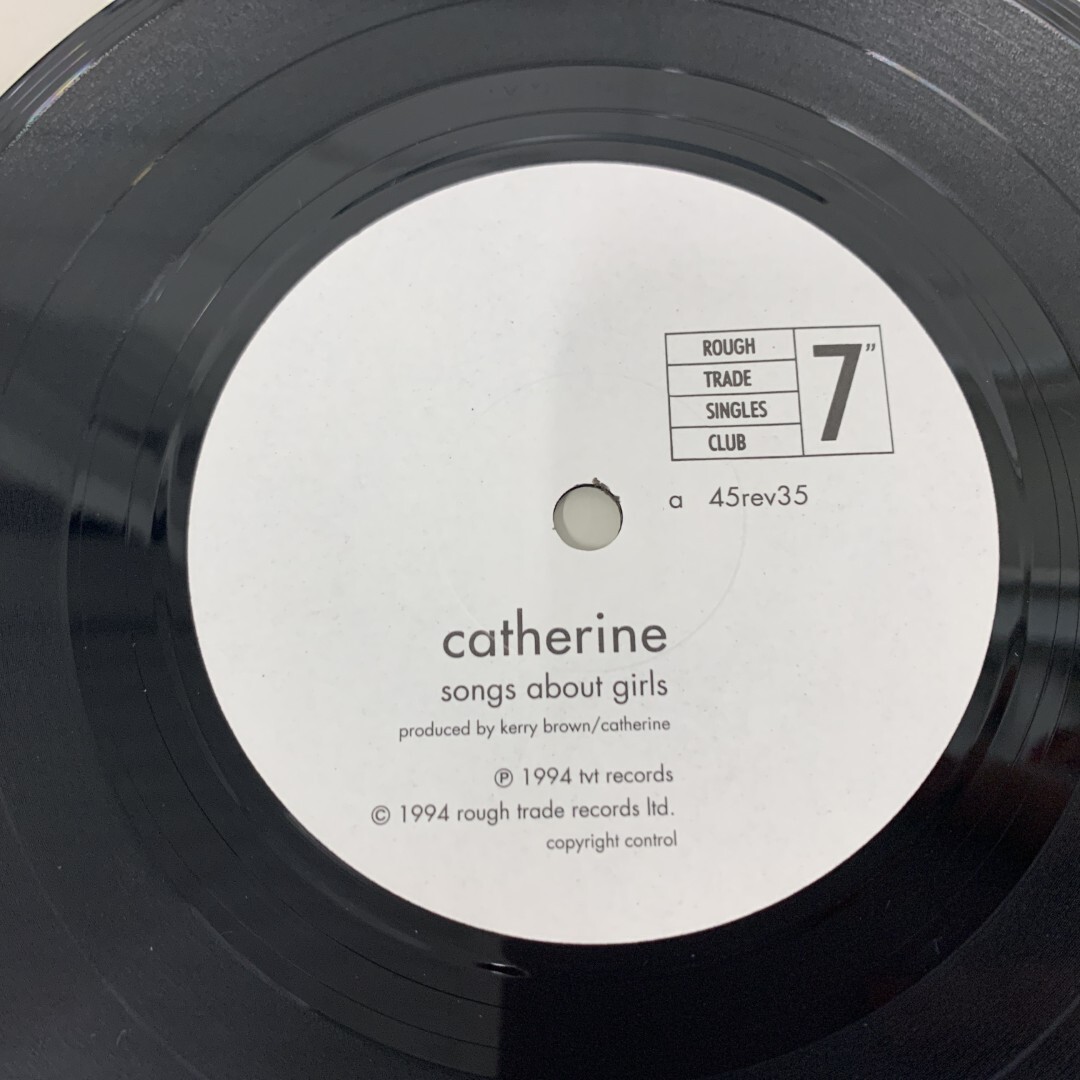 ROUGH
TRADE
SINGLES
CLUB
7"
a 45rev35
catherine
songs about girls
produced by kerry brown/catherine
℗ 1994 tvt records
© 1994 rough trade records ltd.
copyright control